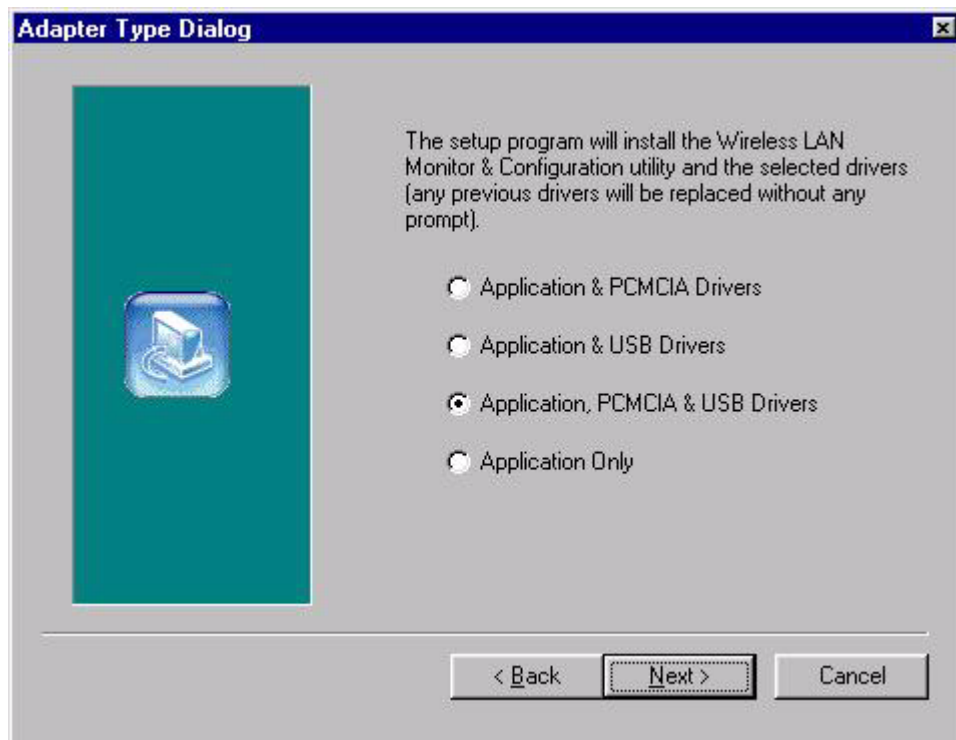 Adapter Type Dialog
The setup program will install the Wireless LAN
Monitor & Configuration utility and the selected drivers
(any previous drivers will be replaced without any
prompt).
Application & PCMCIA Drivers
Application & USB Drivers
Application, PCMCIA & USB Drivers
Application Only
< Back
Next >
Cancel